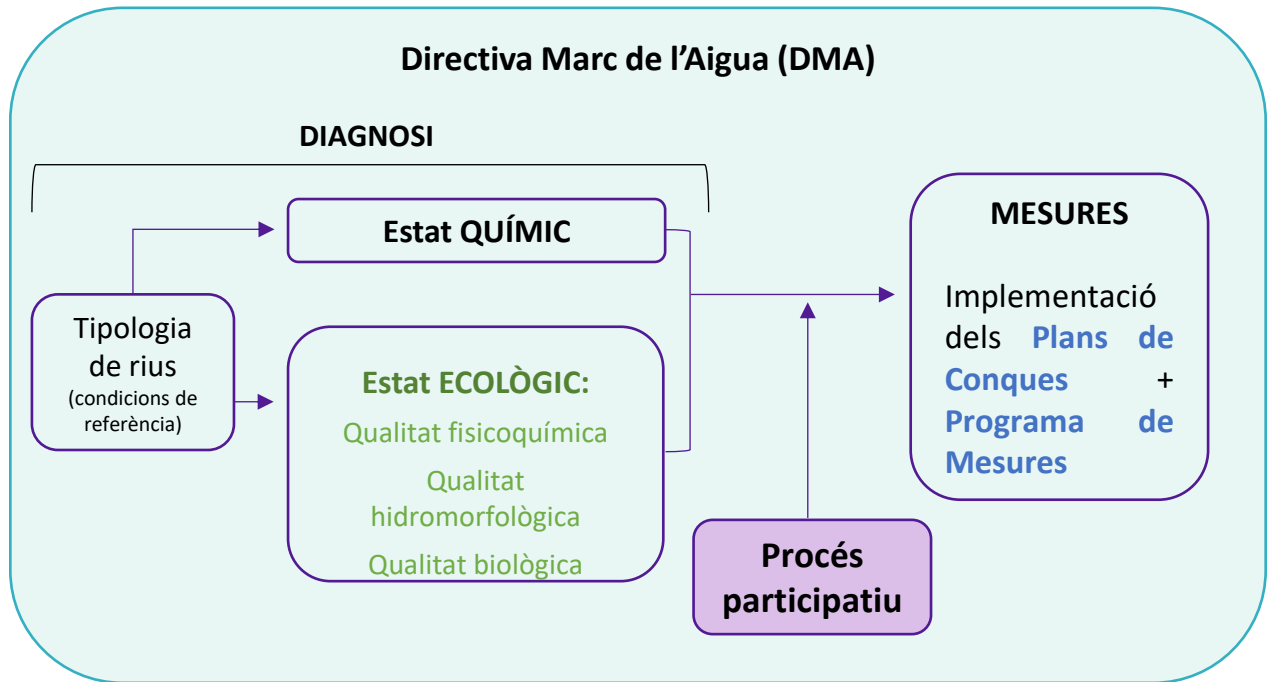 Directiva Marc de l’Aigua (DMA)
DIAGNOSI
Estat QUÍMIC
Tipologia
de rius
(condicions de
referència)
Estat ECOLÒGIC:
Qualitat fisicoquímica
Qualitat
hidromorfològica
Qualitat biològica
Procés
participatiu
MESURES
Implementació
dels Plans de
Conques +
Programa de
Mesures